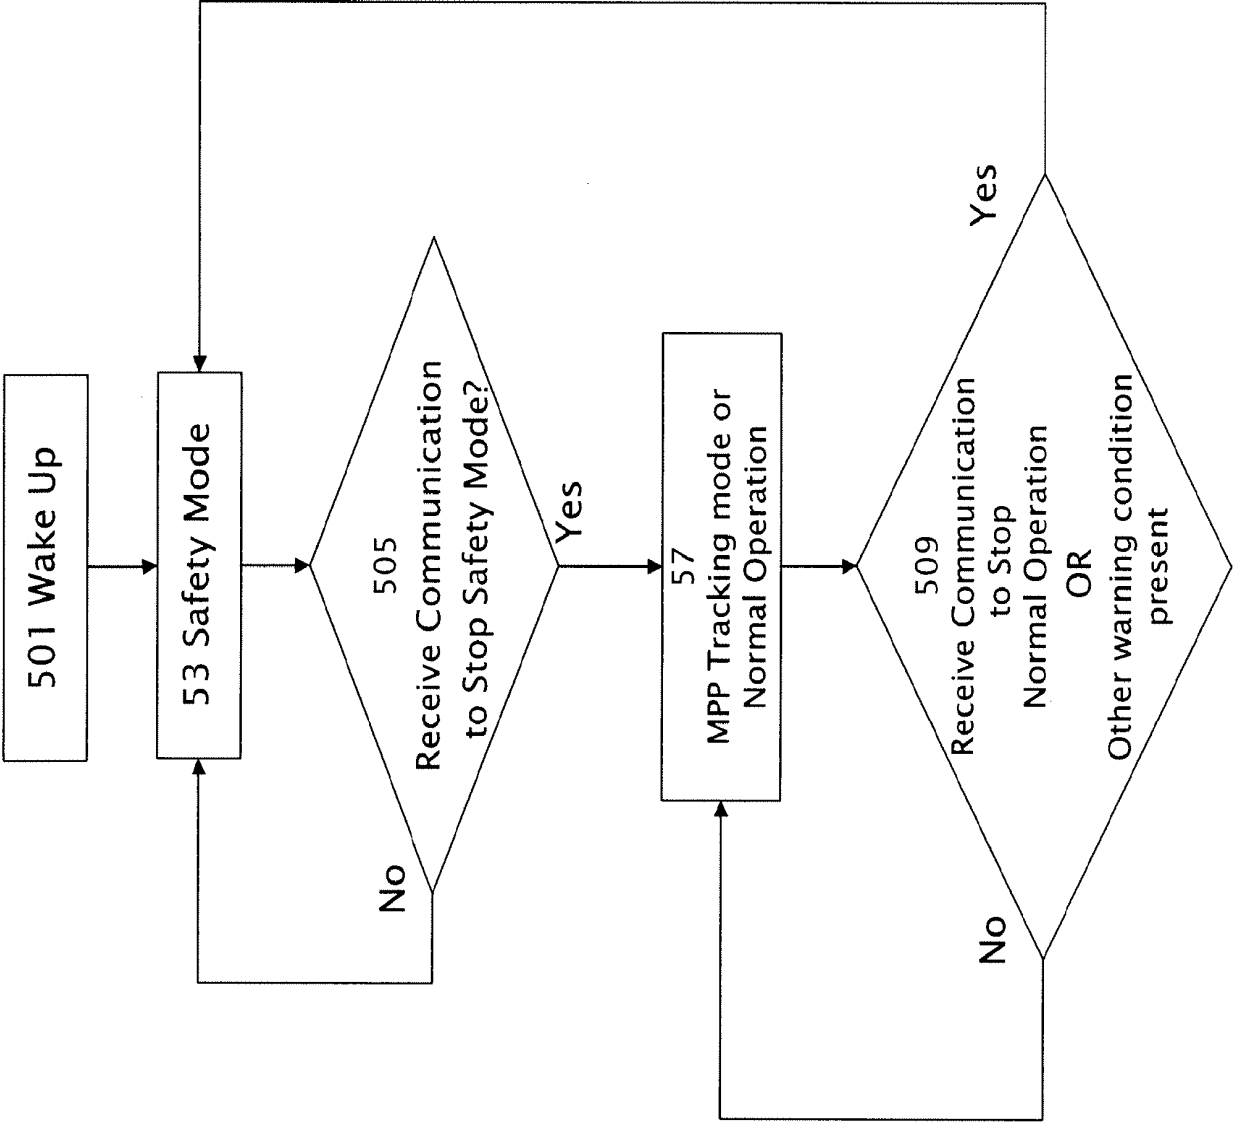 501 Wake Up
53 Safety Mode
505
Receive Communication
to Stop Safety Mode?
No
Yes
57
MPP Tracking mode or
Normal Operation
509
Receive Communication
to Stop
Normal Operation
OR
Other warning condition
present
No
Yes